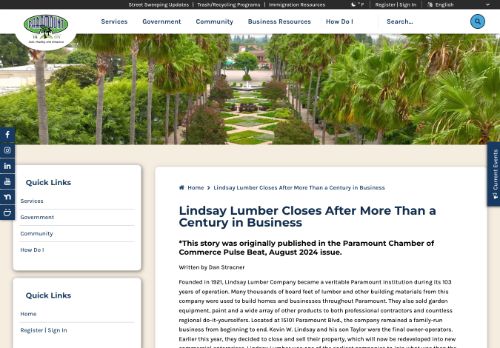 Street Sweeping Updates | Trash/Recycling Programs | Immigration Resources
° F | Register | Sign In English
PARAMOUNT
Services Government Community Business Resources How Do I Search...
Current Events
Quick Links
Services
Government
Community
How Do I
Quick Links
Home
Register | Sign In
Home > Lindsay Lumber Closes After More Than a Century in Business
Lindsay Lumber Closes After More Than a
Century in Business
*This story was originally published in the Paramount Chamber of
Commerce Pulse Beat, August 2024 issue.
Written by Dan Stracner
Founded in 1921, Lindsay Lumber Company became a veritable Paramount institution during its 103
years of operation. Many thousands of board feet of lumber and other building materials from this
company were used to build homes and businesses throughout Paramount. They also sold garden
equipment, paint and a wide array of other products to both professional contractors and countless
regional do-it-yourselfers. Located at 15701 Paramount Blvd., the company remained a family-run
business from beginning to end. Kevin W. Lindsay and his son Taylor were the final owner-operators.
Earlier this year, they decided to close and sell their property, which will now be redeveloped into new